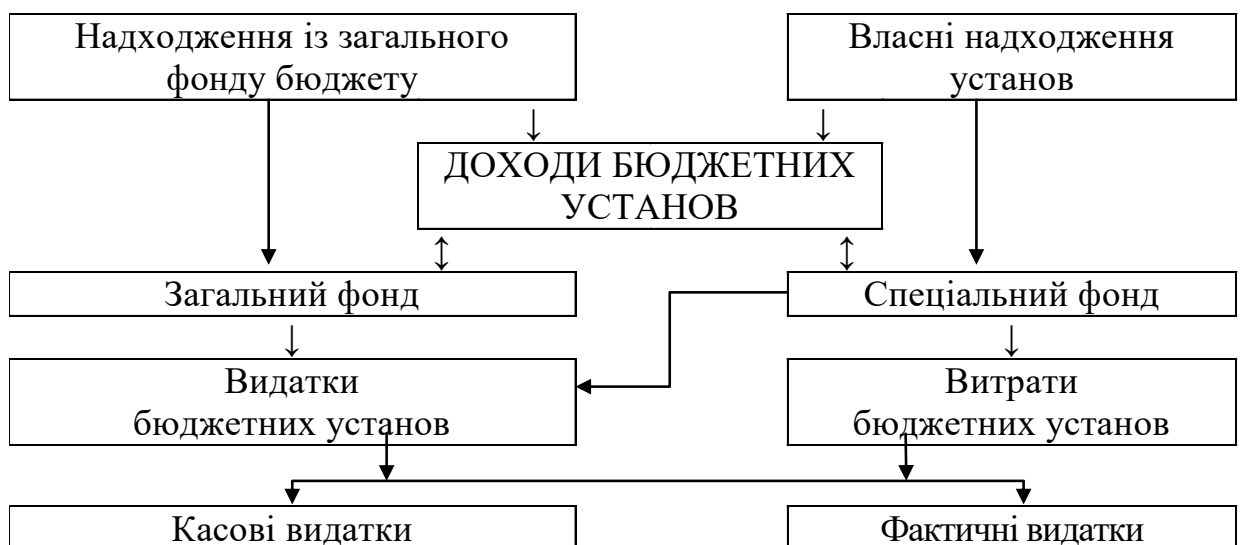 Надходження із загального
фонду бюджету
Власні надходження
установ
ДОХОДИ БЮДЖЕТНИХ
УСТАНОВ
Загальний фонд
Спеціальний фонд
Видатки
бюджетних установ
Витрати
бюджетних установ
Касові видатки
Фактичні видатки